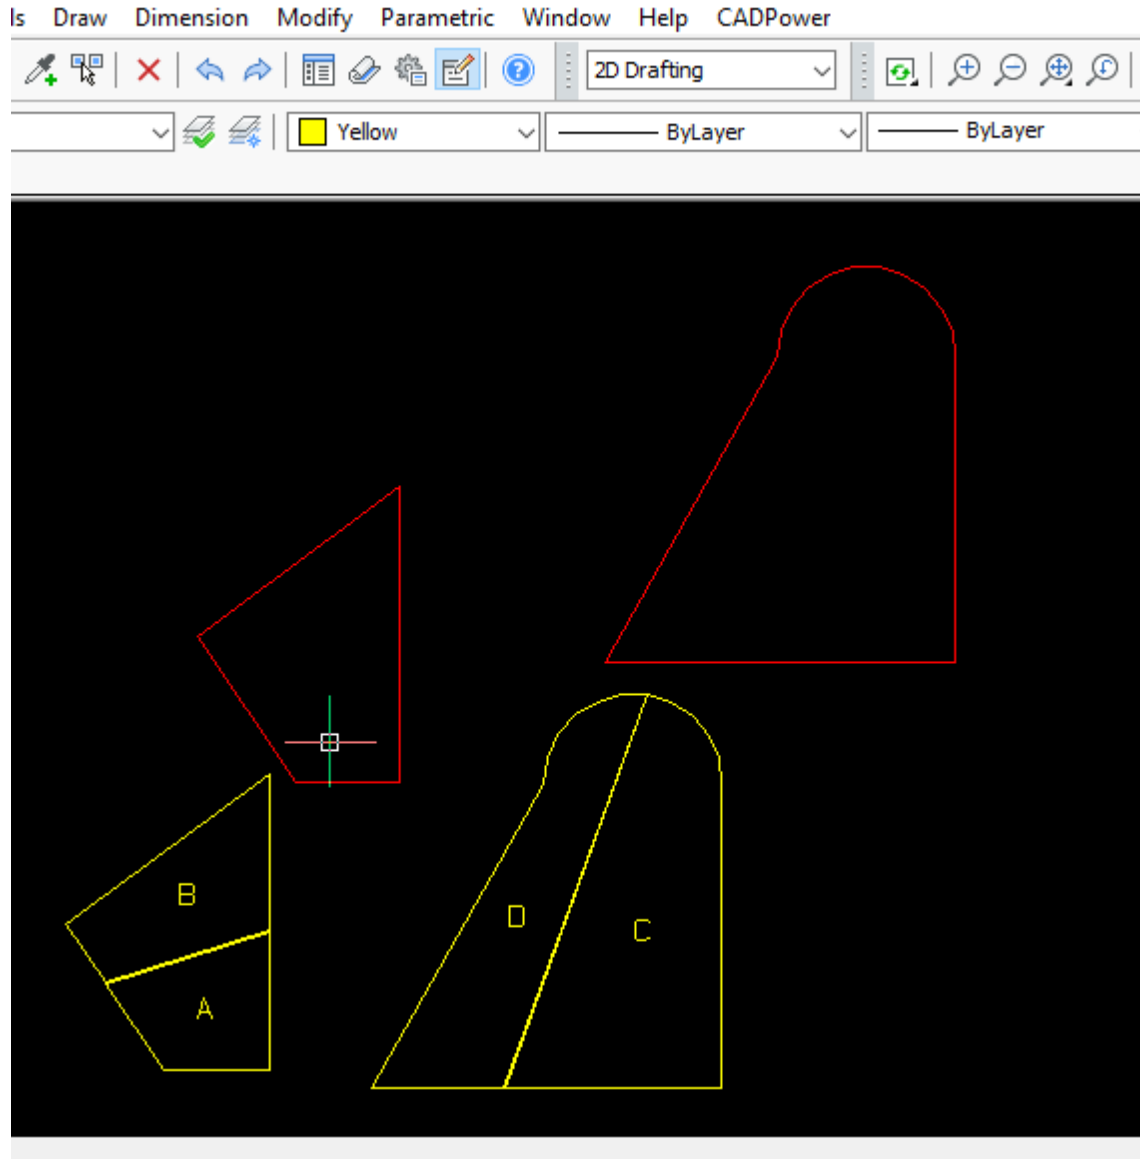 ls Draw Dimension Modify Parametric Window Help CADPower
2D Drafting
Yellow ByLayer ByLayer
B
D C
A